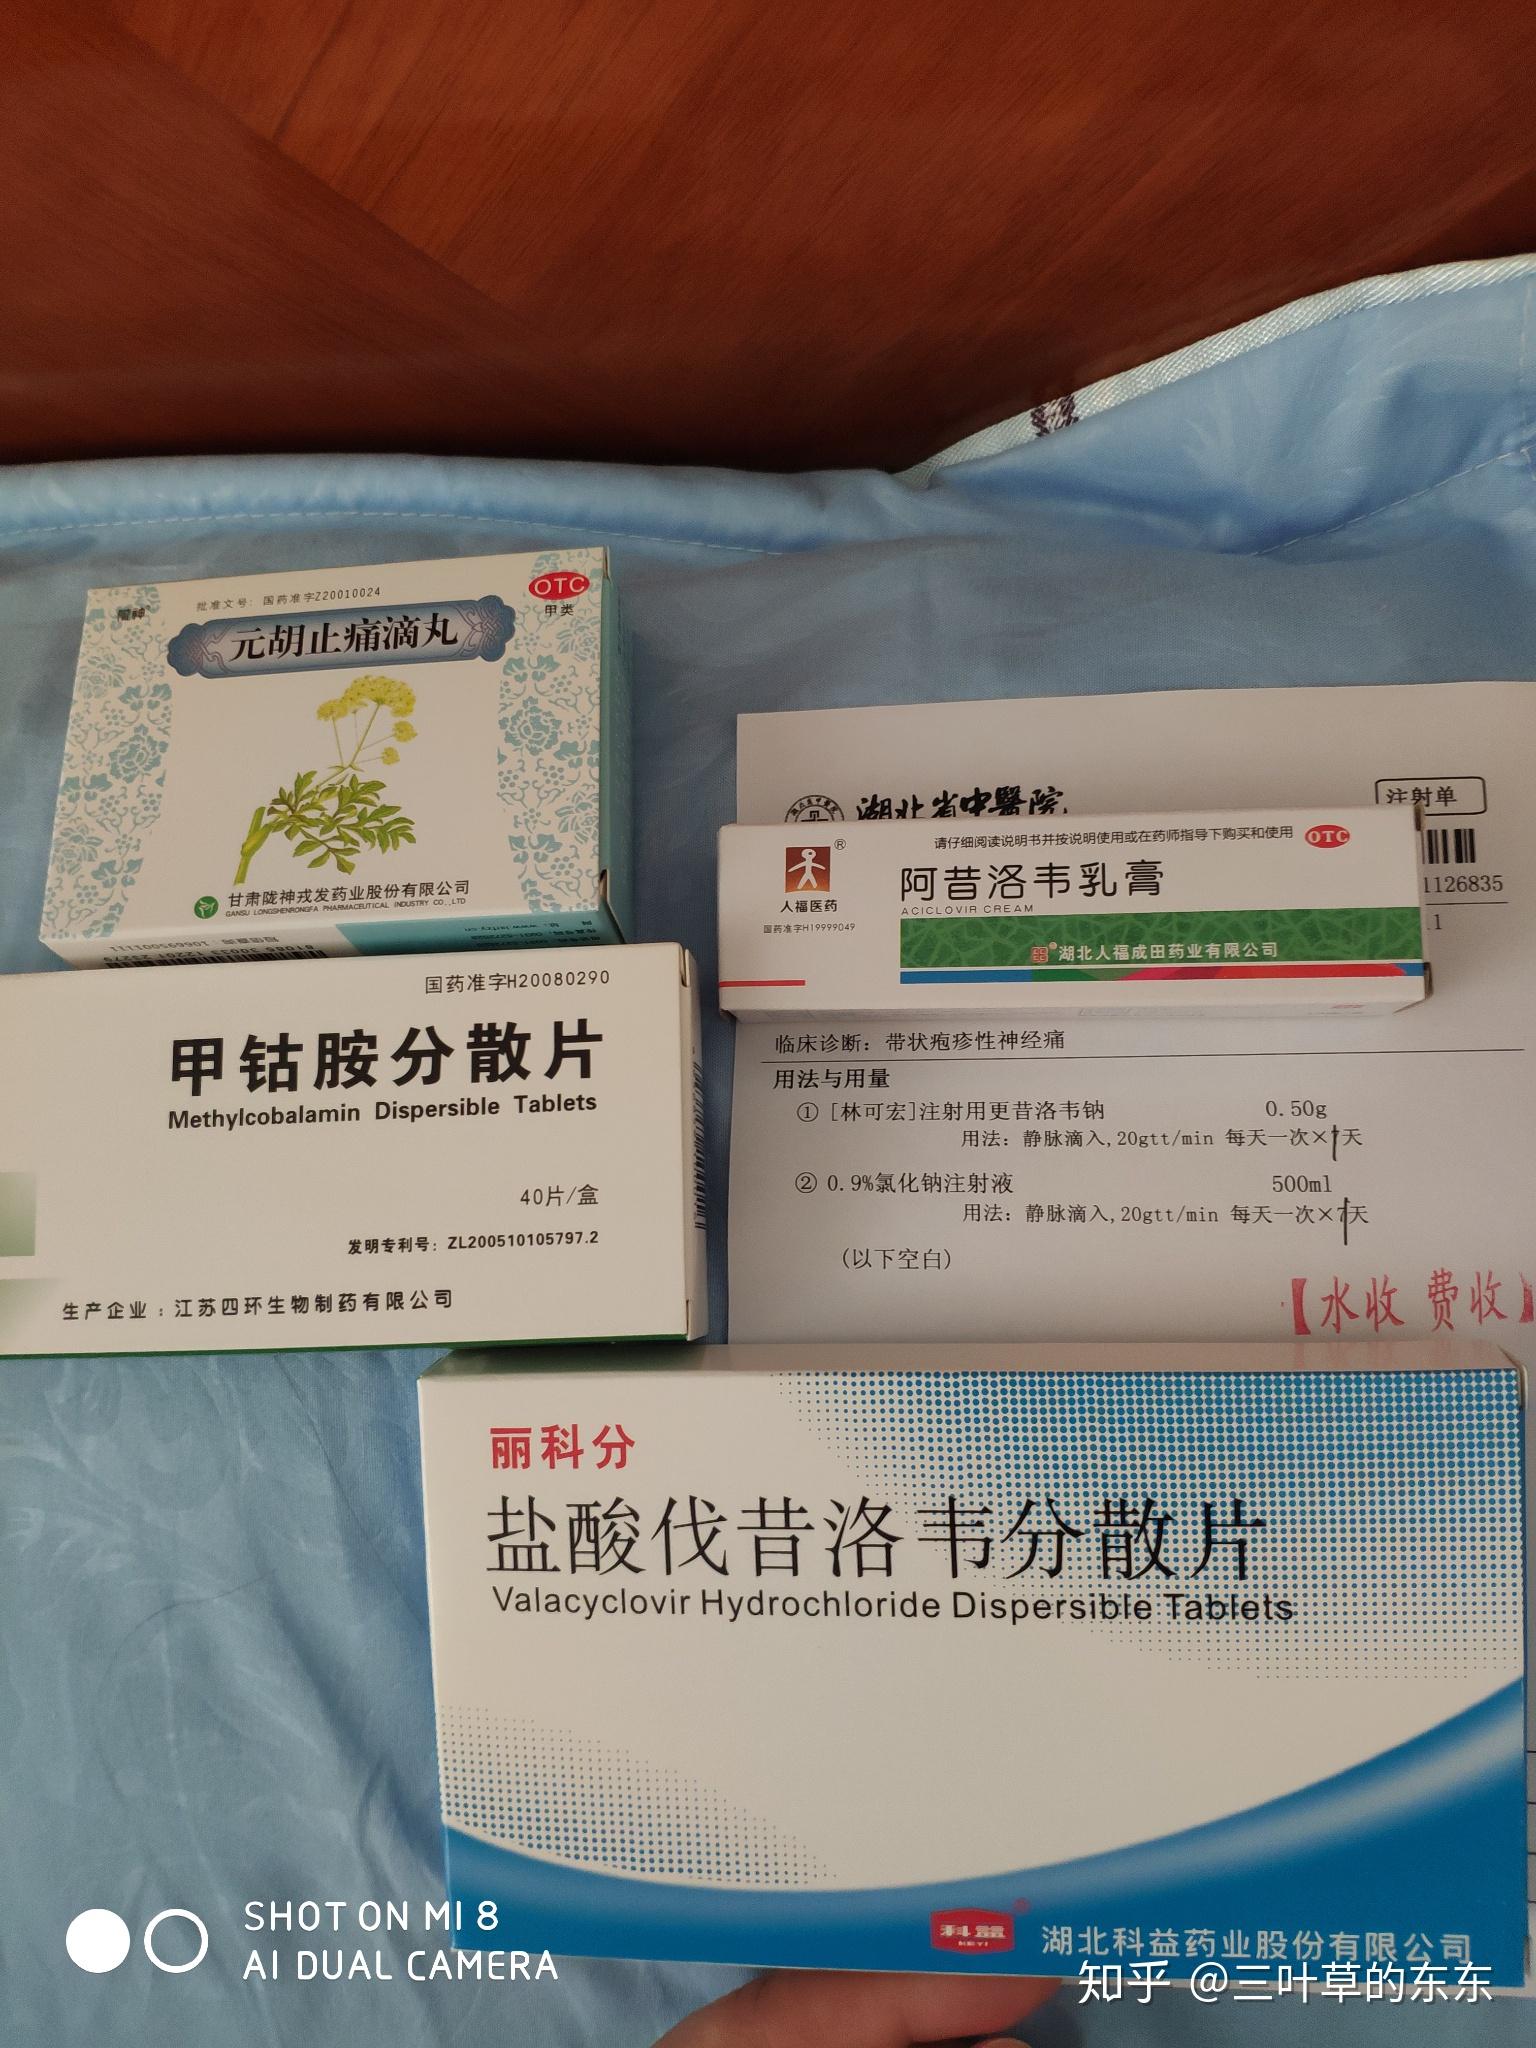 批准文号：国药准字Z20010024
OTC
甲类
元胡止痛滴丸
甘肃陇神戎发药业股份有限公司
GANSU LONGSHENRONGFA PHARMACEUTICAL INDUSTRY CO.,LTD
国药准字H20080290
甲钴胺分散片
Methylcobalamin Dispersible Tablets
40片/盒
发明专利号：ZL200510105797.2
生产企业：江苏四环生物制药有限公司
湖北省中醫院
注射单
1126835
请仔细阅读说明书并按说明使用或在药师指导下购买和使用
OTC
人福医药
国药准字H19999049
阿昔洛韦乳膏
ACICLOVIR CREAM
湖北人福成田药业有限公司
临床诊断：带状疱疹性神经痛
用法与用量
① [林可宏]注射用更昔洛韦钠 0.50g
用法：静脉滴入,20gtt/min 每天一次×7天
② 0.9%氯化钠注射液 500ml
用法：静脉滴入,20gtt/min 每天一次×7天
(以下空白)
【水收 费收】
丽科分
盐酸伐昔洛韦分散片
Valacyclovir Hydrochloride Dispersible Tablets
科益
KEYI
湖北科益药业股份有限公司
SHOT ON MI 8
AI DUAL CAMERA
知乎 @三叶草的东东